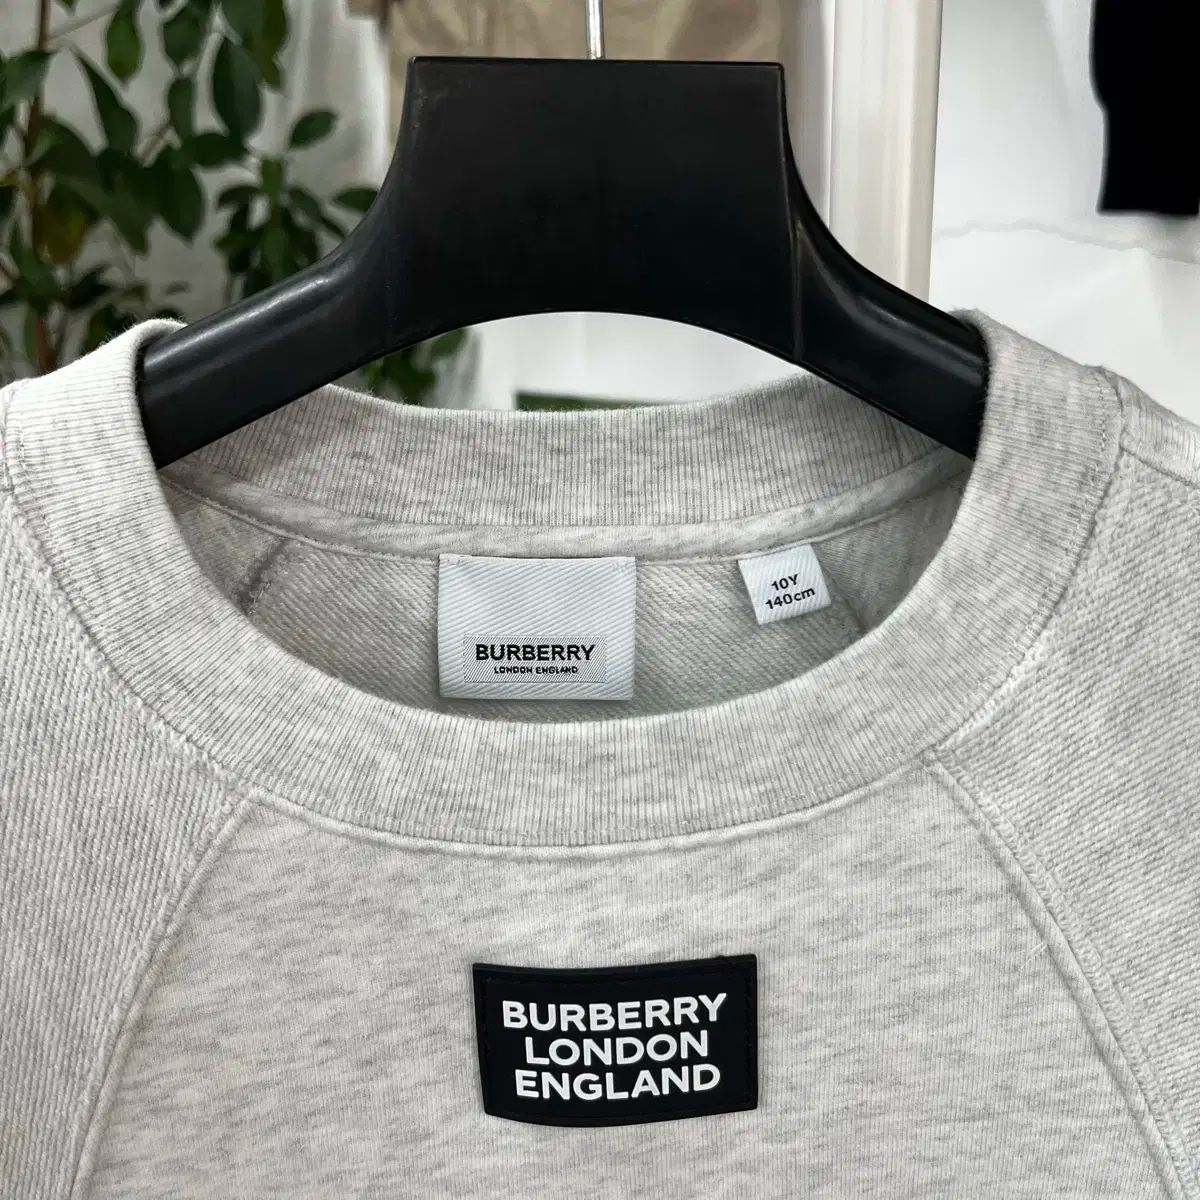 BURBERRY
LONDON ENGLAND
10Y
140cm
BURBERRY
LONDON
ENGLAND